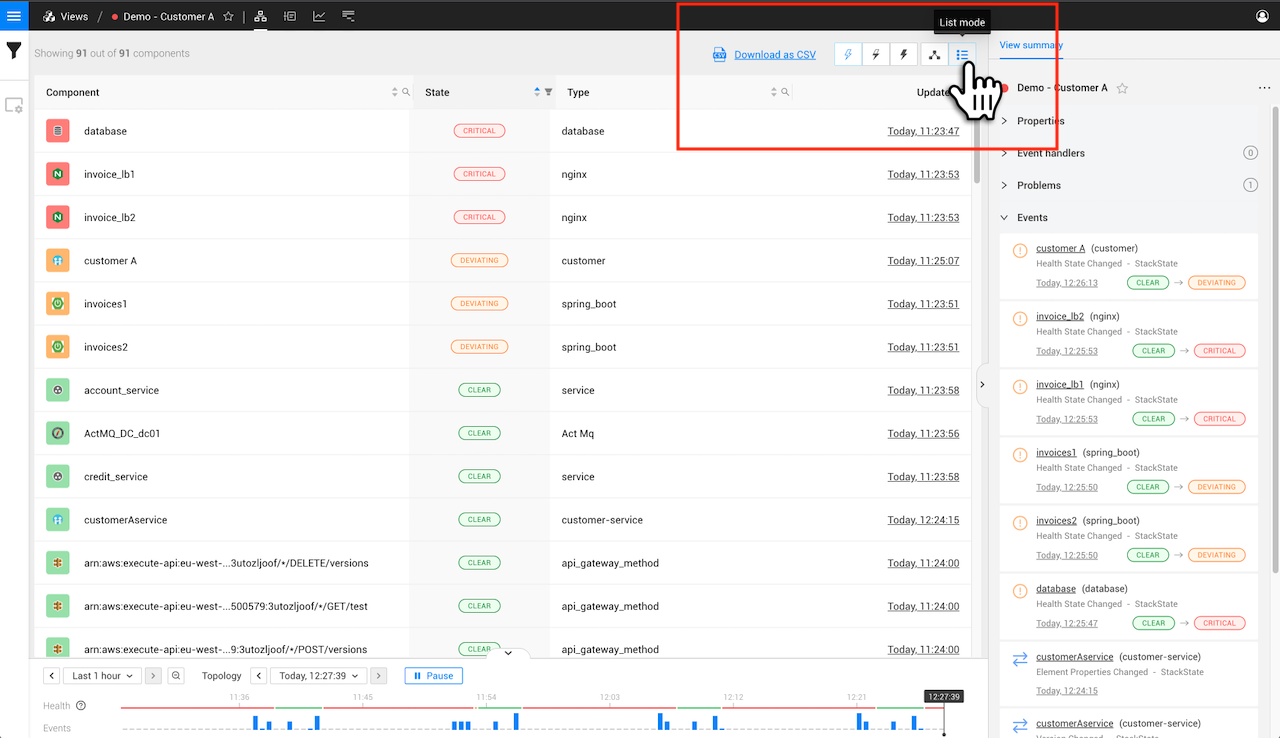 Views / Demo - Customer A
List mode
Showing 91 out of 91 components
CSV Download as CSV
View summary
Component State Type Update
database CRITICAL database Today, 11:23:47
invoice_lb1 CRITICAL nginx Today, 11:23:53
invoice_lb2 CRITICAL nginx Today, 11:23:53
customer A DEVIATING customer Today, 11:25:07
invoices1 DEVIATING spring_boot Today, 11:23:51
invoices2 DEVIATING spring_boot Today, 11:23:51
account_service CLEAR service Today, 11:23:58
ActMQ_DC_dc01 CLEAR Act Mq Today, 11:23:56
credit_service CLEAR service Today, 11:23:58
customerAservice CLEAR customer-service Today, 12:24:15
arn:aws:execute-api:eu-west-...3utozljoof/*/DELETE/versions CLEAR api_gateway_method Today, 11:24:00
arn:aws:execute-api:eu-west-...500579:3utozljoof/*/GET/test CLEAR api_gateway_method Today, 11:24:00
arn:aws:execute-api:eu-west-...9:3utozljoof/*/POST/versions CLEAR api_gateway_method Today, 11:24:00
Demo - Customer A
Properties
Event handlers 0
Problems 1
Events
customer A (customer)
Health State Changed - StackState
Today, 12:26:13 CLEAR → DEVIATING
invoice_lb2 (nginx)
Health State Changed - StackState
Today, 12:25:53 CLEAR → CRITICAL
invoice_lb1 (nginx)
Health State Changed - StackState
Today, 12:25:53 CLEAR → CRITICAL
invoices1 (spring_boot)
Health State Changed - StackState
Today, 12:25:50 CLEAR → DEVIATING
invoices2 (spring_boot)
Health State Changed - StackState
Today, 12:25:50 CLEAR → DEVIATING
database (database)
Health State Changed - StackState
Today, 12:25:47 CLEAR → CRITICAL
customerAservice (customer-service)
Element Properties Changed - StackState
Today, 12:24:15
customerAservice (customer-service)
Version Changed - StackState
Last 1 hour Topology Today, 12:27:39 Pause
11:36 11:45 11:54 12:03 12:12 12:21 12:27:39
Health
Events